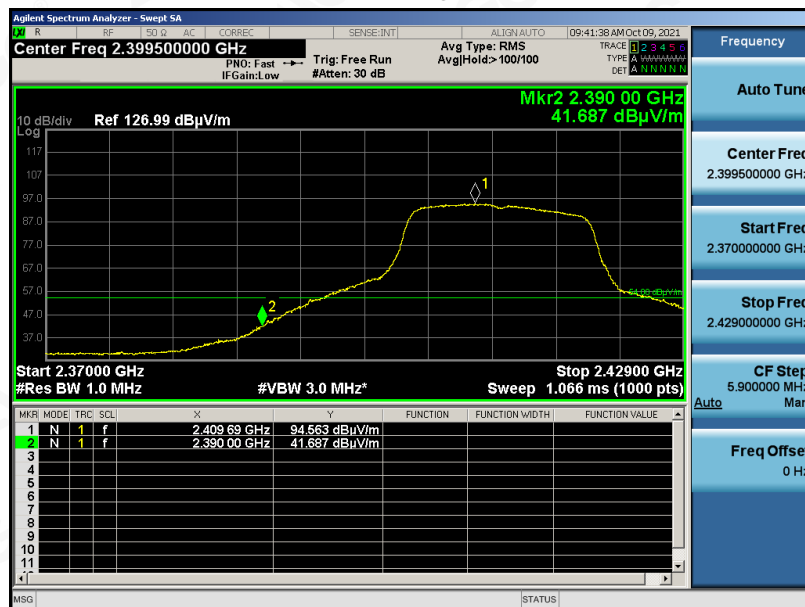 Agilent Spectrum Analyzer - Swept SA
LXI R RF 50 Ω AC CORREC SENSE:INT ALIGN AUTO 09:41:38 AM Oct 09, 2021
Center Freq 2.399500000 GHz
PNO: Fast
IFGain:Low
Trig: Free Run
#Atten: 30 dB
Avg Type: RMS
Avg|Hold:>100/100
TRACE 1 2 3 4 5 6
TYPE A WWWWW
DET A N N N N N
Mkr2 2.390 00 GHz
41.687 dBµV/m
10 dB/div Ref 126.99 dBµV/m
Log
117
107
97.0
87.0
77.0
67.0
57.0
47.0
37.0
1
2
54.00 dBµV/m
Start 2.37000 GHz Stop 2.42900 GHz
#Res BW 1.0 MHz #VBW 3.0 MHz* Sweep 1.066 ms (1000 pts)
MKR MODE TRC SCL X Y FUNCTION FUNCTION WIDTH FUNCTION VALUE
1 N 1 f 2.409 69 GHz 94.563 dBµV/m
2 N 1 f 2.390 00 GHz 41.687 dBµV/m
3
4
5
6
7
8
9
10
11
MSG STATUS
Frequency
Auto Tune
Center Freq
2.399500000 GHz
Start Freq
2.370000000 GHz
Stop Freq
2.429000000 GHz
CF Step
5.900000 MHz
Auto Man
Freq Offset
0 Hz